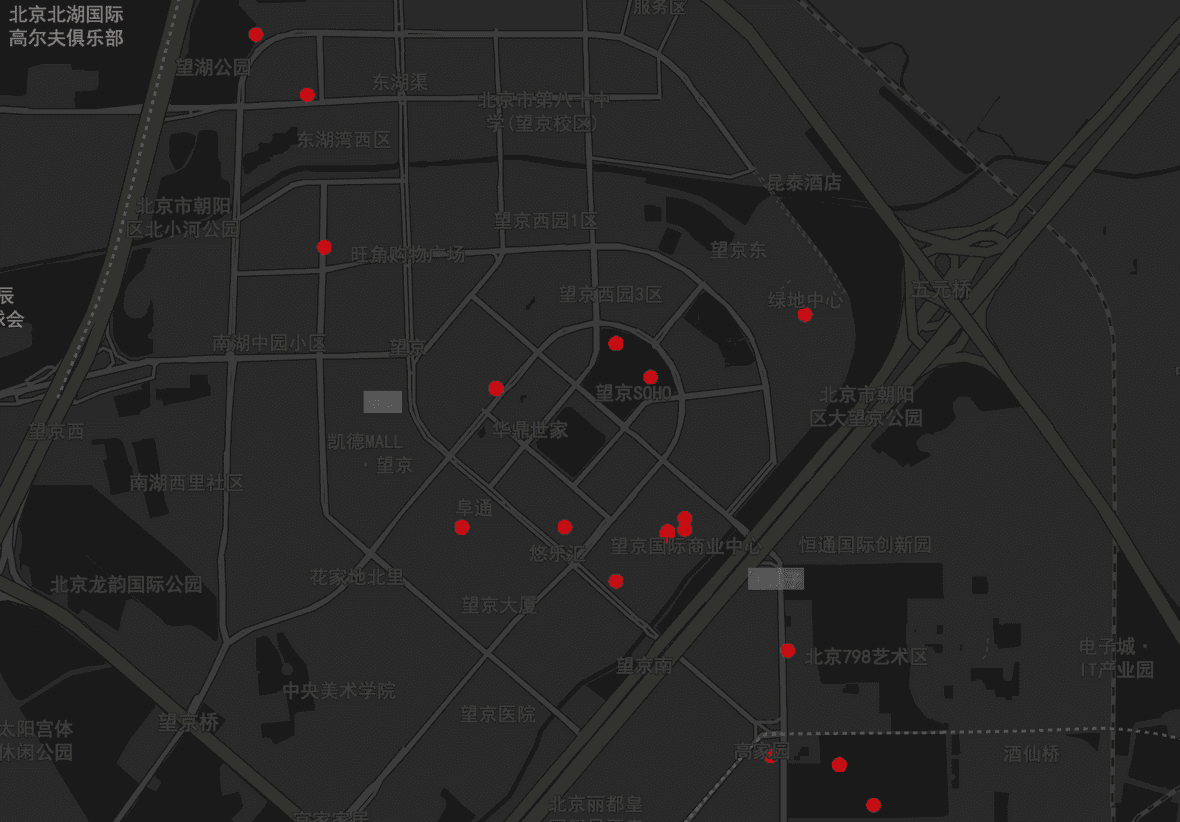 北京北湖国际
高尔夫俱乐部
服务区
望湖公园
东湖渠
北京市第八十中
学(望京校区)
东湖湾西区
昆泰酒店
北京市朝阳
区北小河公园
望京西园1区
旺角购物广场
望京东
辰
球会
望京西园3区
绿地中心
五元桥
南湖中园小区
望京
望京SOHO
北京市朝阳
区大望京公园
望京西
华鼎世家
凯德MALL
·望京
南湖西里社区
阜通
悠乐汇
望京国际商业中心
恒通国际创新园
北京龙韵国际公园
花家地北里
望京大厦
望京南
北京798艺术区
电子城·
IT产业园
中央美术学院
望京医院
望京桥
太阳宫体
休闲公园
高家园
酒仙桥
北京丽都皇